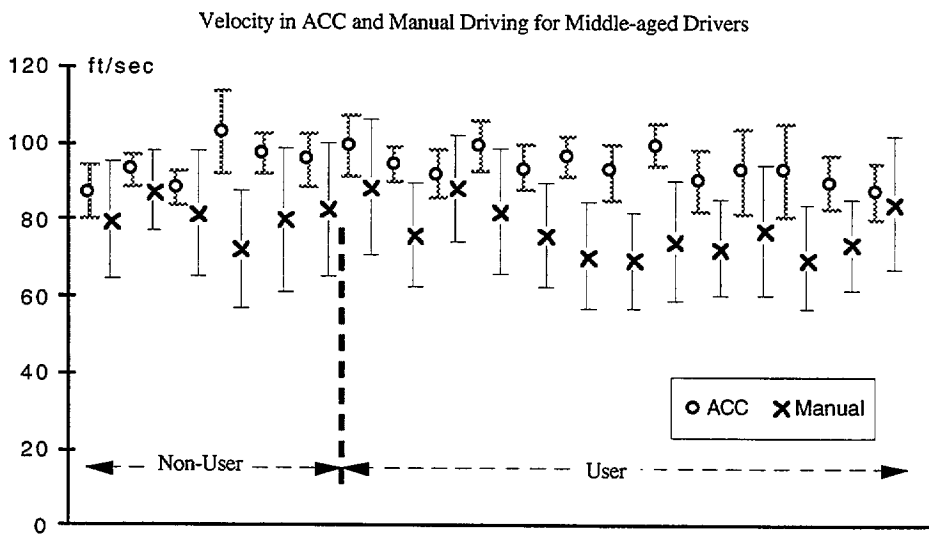 Velocity in ACC and Manual Driving for Middle-aged Drivers
120
ft/sec
100
80
60
40
ACC Manual
20
Non-User User
0